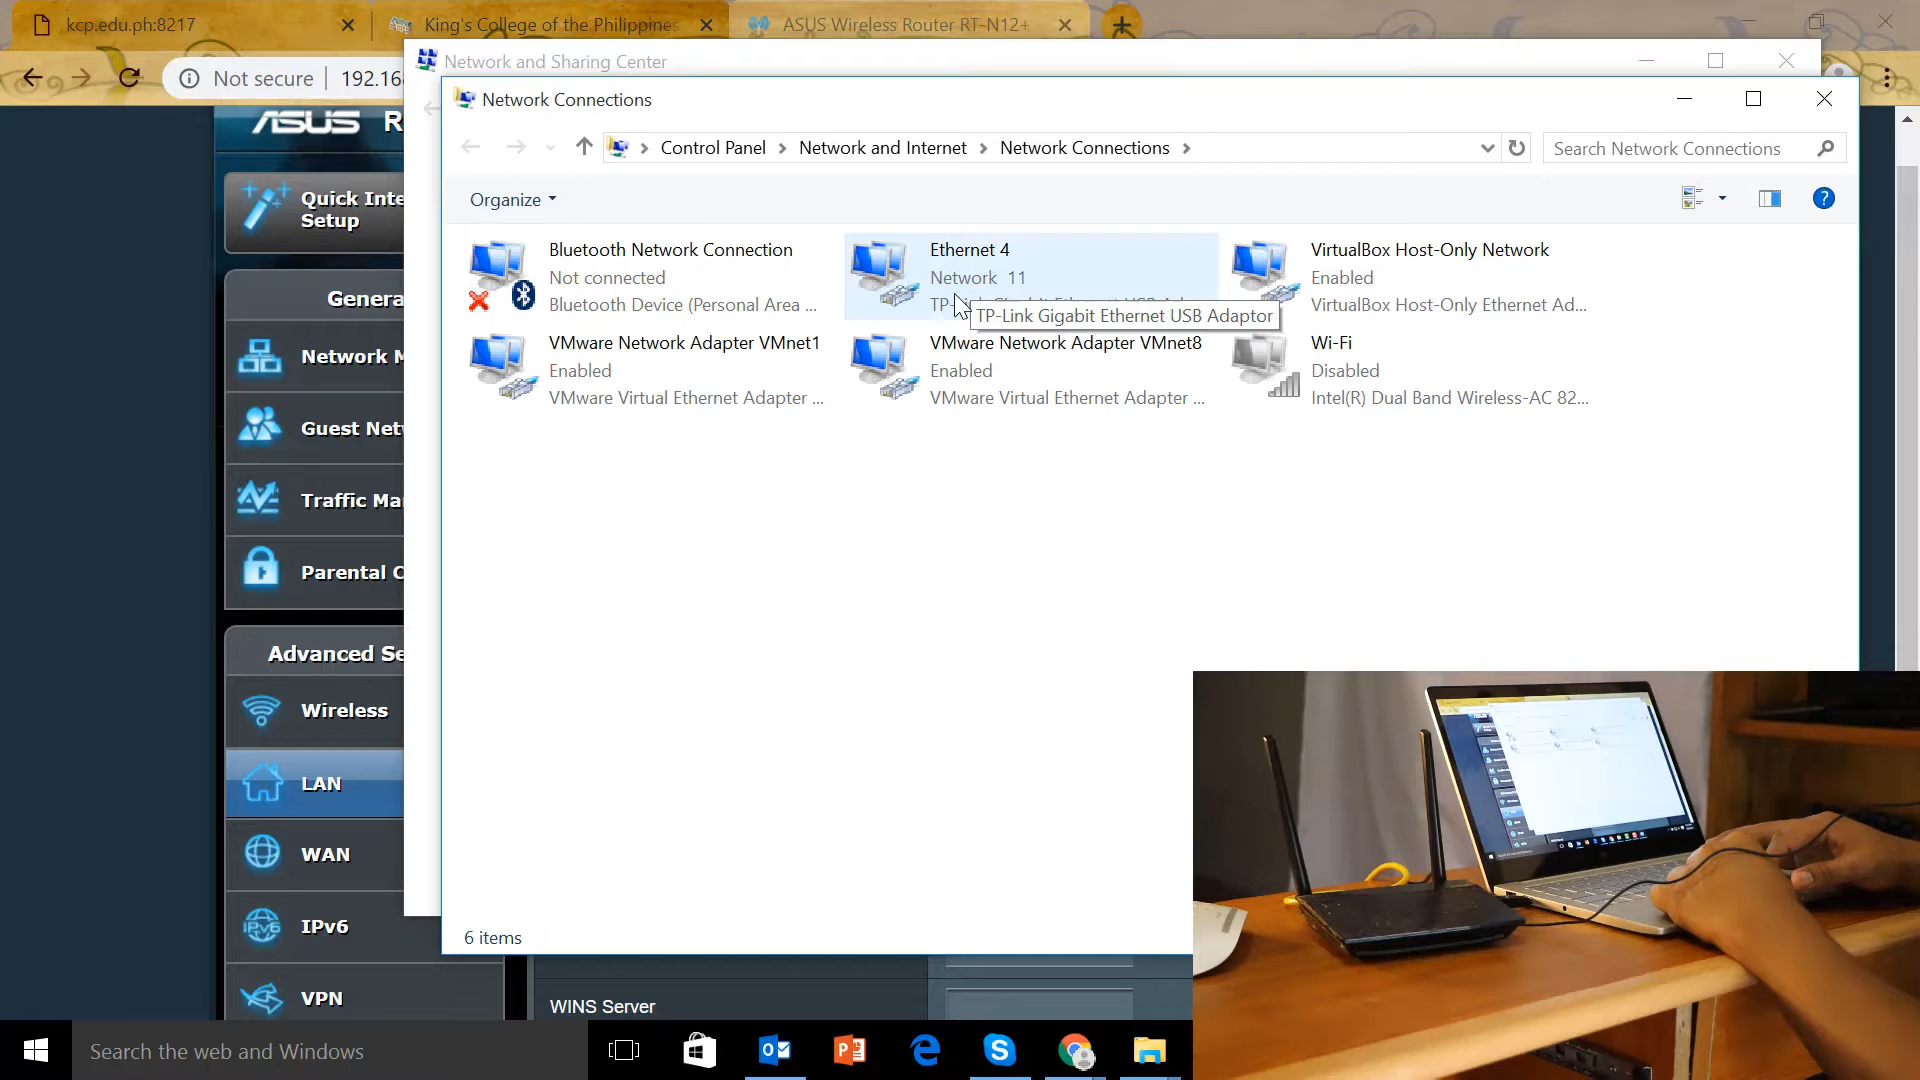 kcp.edu.ph:8217
King's College of the Philippines
ASUS Wireless Router RT-N12+
Not secure
192.16
Network and Sharing Center
Network Connections
Control Panel > Network and Internet > Network Connections >
Search Network Connections
Organize
Bluetooth Network Connection
Not connected
Bluetooth Device (Personal Area ...
Ethernet 4
Network 11
TP-Link Gigabit Ethernet USB Adaptor
VirtualBox Host-Only Network
Enabled
VirtualBox Host-Only Ethernet Ad...
VMware Network Adapter VMnet1
Enabled
VMware Virtual Ethernet Adapter ...
VMware Network Adapter VMnet8
Enabled
VMware Virtual Ethernet Adapter ...
Wi-Fi
Disabled
Intel(R) Dual Band Wireless-AC 82...
6 items
ASUS R
Quick Inte
Setup
Genera
Network M
Guest Net
Traffic Ma
Parental C
Advanced Se
Wireless
LAN
WAN
IPv6
VPN
WINS Server
Search the web and Windows